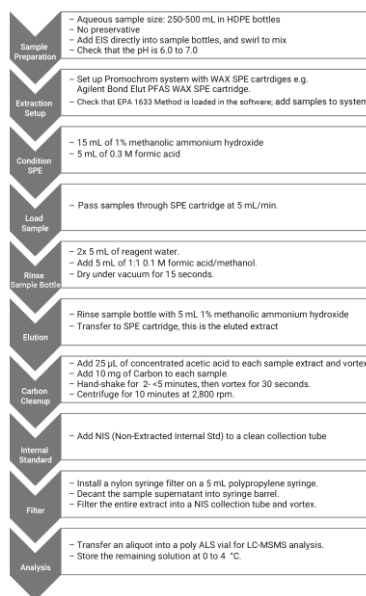 Sample
Preparation
– Aqueous sample size: 250-500 mL in HDPE bottles
– No preservative
– Add EIS directly into sample bottles, and swirl to mix
– Check that the pH is 6.0 to 7.0
Extraction
Setup
– Set up Promochrom system with WAX SPE cartrdiges e.g.
Agilent Bond Elut PFAS WAX SPE cartridge.
– Check that EPA 1633 Method is loaded in the software; add samples to system
Condition
SPE
– 15 mL of 1% methanolic ammonium hydroxide
– 5 mL of 0.3 M formic acid
Load
Sample
– Pass samples through SPE cartridge at 5 mL/min.
Rinse
Sample Bottle
– 2x 5 mL of reagent water.
– Add 5 mL of 1:1 0.1 M formic acid/methanol.
– Dry under vacuum for 15 seconds.
Elution
– Rinse sample bottle with 5 mL 1% methanolic ammonium hydroxide
– Transfer to SPE cartridge, this is the eluted extract
Carbon
Cleanup
– Add 25 µL of concentrated acetic acid to each sample extract and vortex
– Add 10 mg of Carbon to each sample.
– Hand-shake for 2- <5 minutes, then vortex for 30 seconds.
– Centrifuge for 10 minutes at 2,800 rpm.
Internal
Standard
– Add NIS (Non-Extracted Internal Std) to a clean collection tube
Filter
– Install a nylon syringe filter on a 5 mL polypropylene syringe.
– Decant the sample supernatant into syringe barrel.
– Filter the entire extract into a NIS collection tube and vortex.
Analysis
– Transfer an aliquot into a poly ALS vial for LC-MSMS analysis.
– Store the remaining solution at 0 to 4 °C.